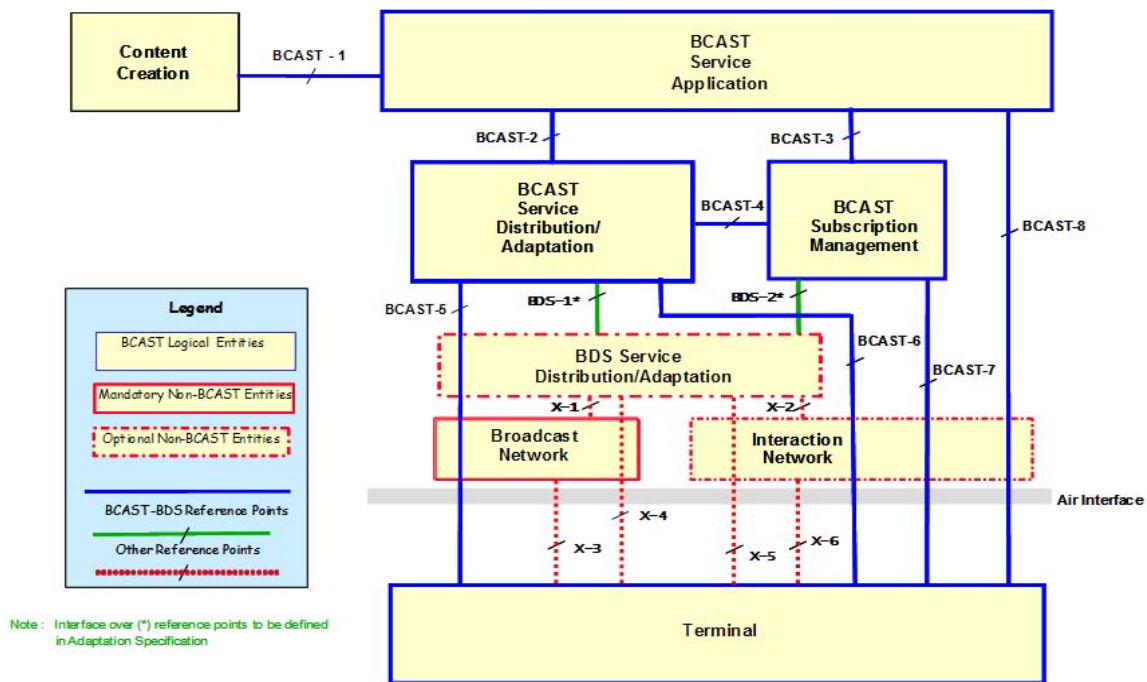 Content
Creation
BCAST - 1
BCAST
Service
Application
BCAST-2
BCAST-3
BCAST
Service
Distribution/
Adaptation
BCAST-4
BCAST
Subscription
Management
BCAST-8
Legend
BCAST Logical Entities
Mandatory Non-BCAST Entities
Optional Non-BCAST Entities
BCAST-BDS Reference Points
Other Reference Points
BCAST-5
BDS-1*
BDS-2*
BCAST-6
BCAST-7
BDS Service
Distribution/Adaptation
X-1
X-2
Broadcast
Network
Interaction
Network
Air Interface
X-4
X-3
X-5
X-6
Terminal
Note : Interface over (*) reference points to be defined
in Adaptation Specification